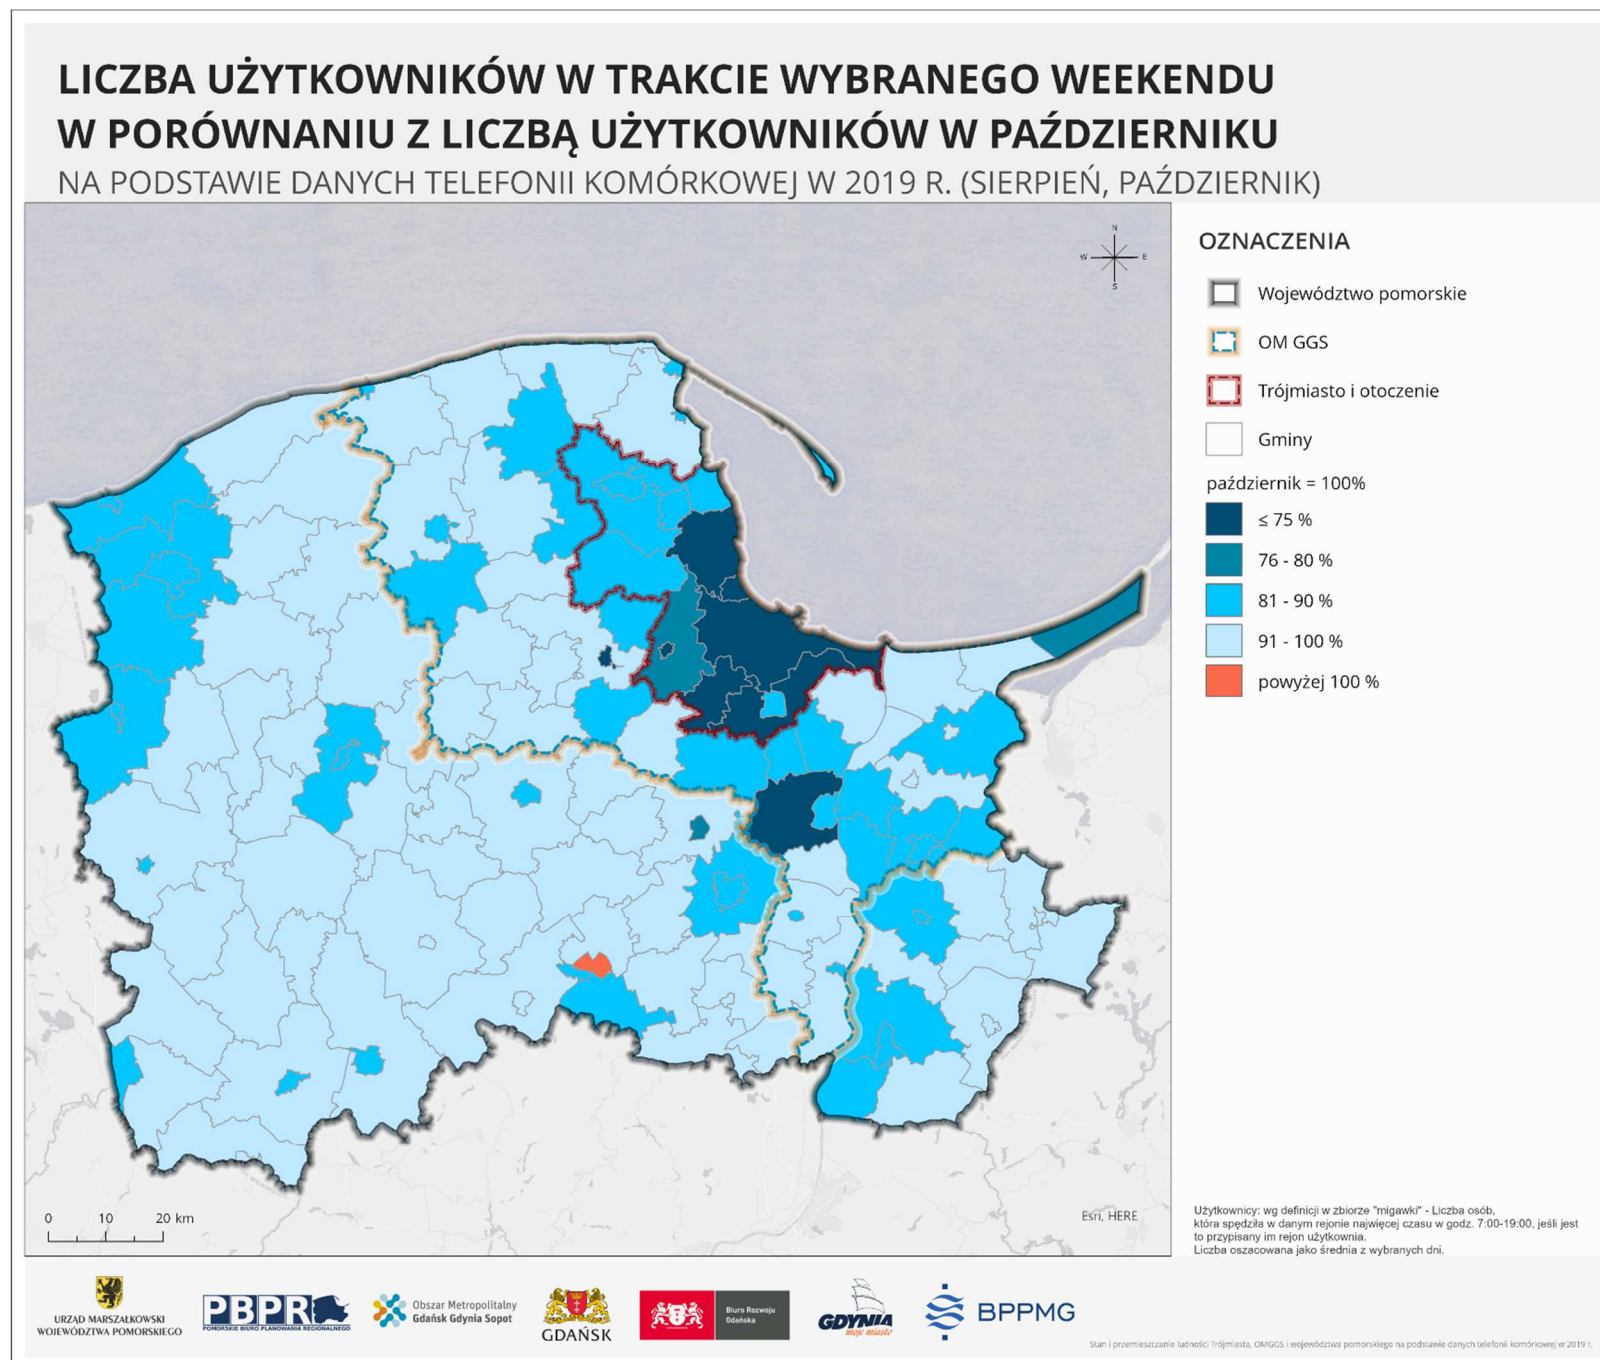 LICZBA UŻYTKOWNIKÓW W TRAKCIE WYBRANEGO WEEKENDU
W PORÓWNANIU Z LICZBĄ UŻYTKOWNIKÓW W PAŹDZIERNIKU
NA PODSTAWIE DANYCH TELEFONII KOMÓRKOWEJ W 2019 R. (SIERPIEŃ, PAŹDZIERNIK)
N
W E
S
OZNACZENIA
Województwo pomorskie
OM GGS
Trójmiasto i otoczenie
Gminy
październik = 100%
≤ 75 %
76 - 80 %
81 - 90 %
91 - 100 %
powyżej 100 %
0 10 20 km
Esri, HERE
Użytkownicy: wg definicji w zbiorze "migawki" - Liczba osób,
która spędziła w danym rejonie najwięcej czasu w godz. 7:00-19:00, jeśli jest
to przypisany im rejon użytkownia.
Liczba oszacowana jako średnia z wybranych dni.
URZĄD MARSZAŁKOWSKI
WOJEWÓDZTWA POMORSKIEGO
PBPR
POMORSKIE BIURO PLANOWANIA REGIONALNEGO
Obszar Metropolitalny
Gdańsk Gdynia Sopot
GDAŃSK
Biuro Rozwoju
Gdańska
GDYNIA
moje miasto
BPPMG
Stan i przemieszczanie ludności Trójmiasta, OMGGS i województwa pomorskiego na podstawie danych telefonii komórkowej w 2019 r.